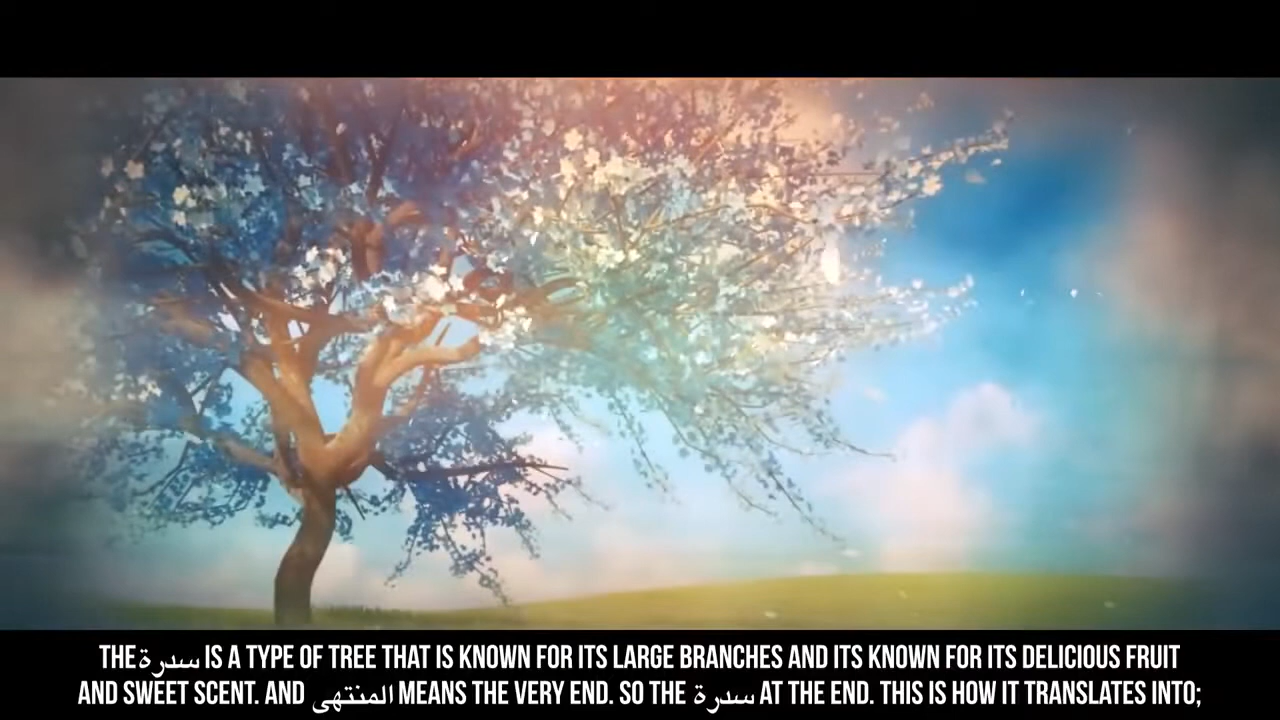 THE سدرة IS A TYPE OF TREE THAT IS KNOWN FOR ITS LARGE BRANCHES AND ITS KNOWN FOR ITS DELICIOUS FRUIT
AND SWEET SCENT. AND المنتهى MEANS THE VERY END. SO THE سدرة AT THE END. THIS IS HOW IT TRANSLATES INTO;